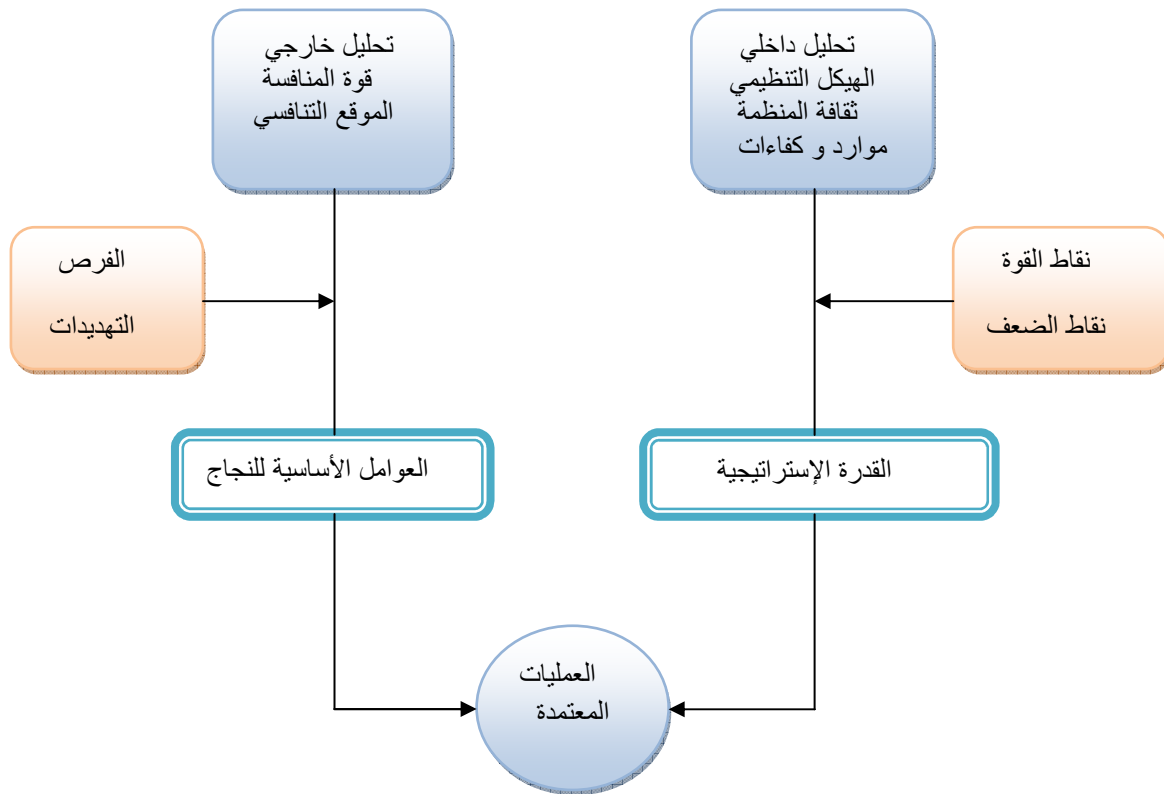 تحليل داخلي
الهيكل التنظيمي
ثقافة المنظمة
موارد و كفاءات
تحليل خارجي
قوة المنافسة
الموقع التنافسي
نقاط القوة
نقاط الضعف
الفرص
التهديدات
القدرة الإستراتيجية
العوامل الأساسية للنجاج
العمليات
المعتمدة